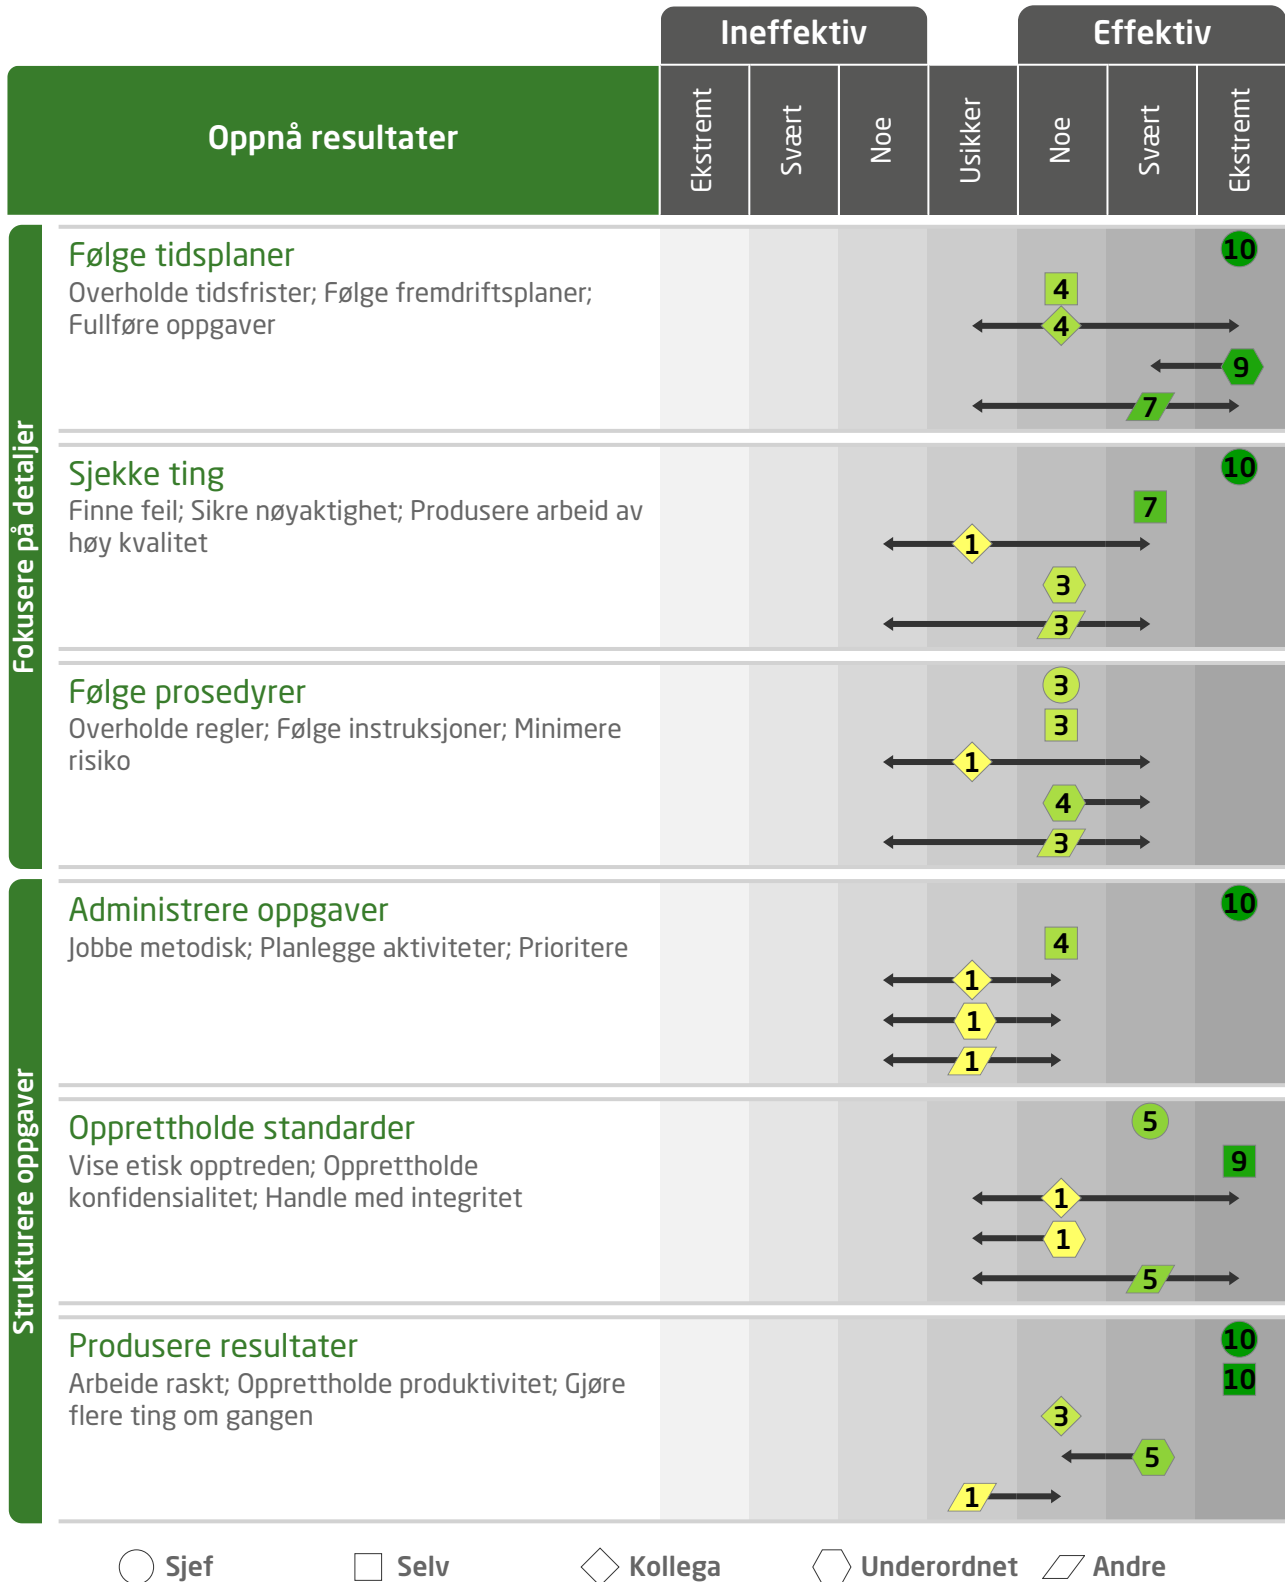 Ineffektiv
Effektiv
Oppnå resultater
Ekstremt
Svært
Noe
Usikker
Noe
Svært
Ekstremt
Fokusere på detaljer
Følge tidsplaner
Overholde tidsfrister; Følge fremdriftsplaner;
Fullføre oppgaver
10
4
4
9
7
Sjekke ting
Finne feil; Sikre nøyaktighet; Produsere arbeid av
høy kvalitet
10
7
1
3
3
Følge prosedyrer
Overholde regler; Følge instruksjoner; Minimere
risiko
3
3
1
4
3
Strukturere oppgaver
Administrere oppgaver
Jobbe metodisk; Planlegge aktiviteter; Prioritere
10
4
1
1
1
Opprettholde standarder
Vise etisk opptreden; Opprettholde
konfidensialitet; Handle med integritet
5
9
1
1
5
Produsere resultater
Arbeide raskt; Opprettholde produktivitet; Gjøre
flere ting om gangen
10
10
3
5
1
Sjef
Selv
Kollega
Underordnet
Andre